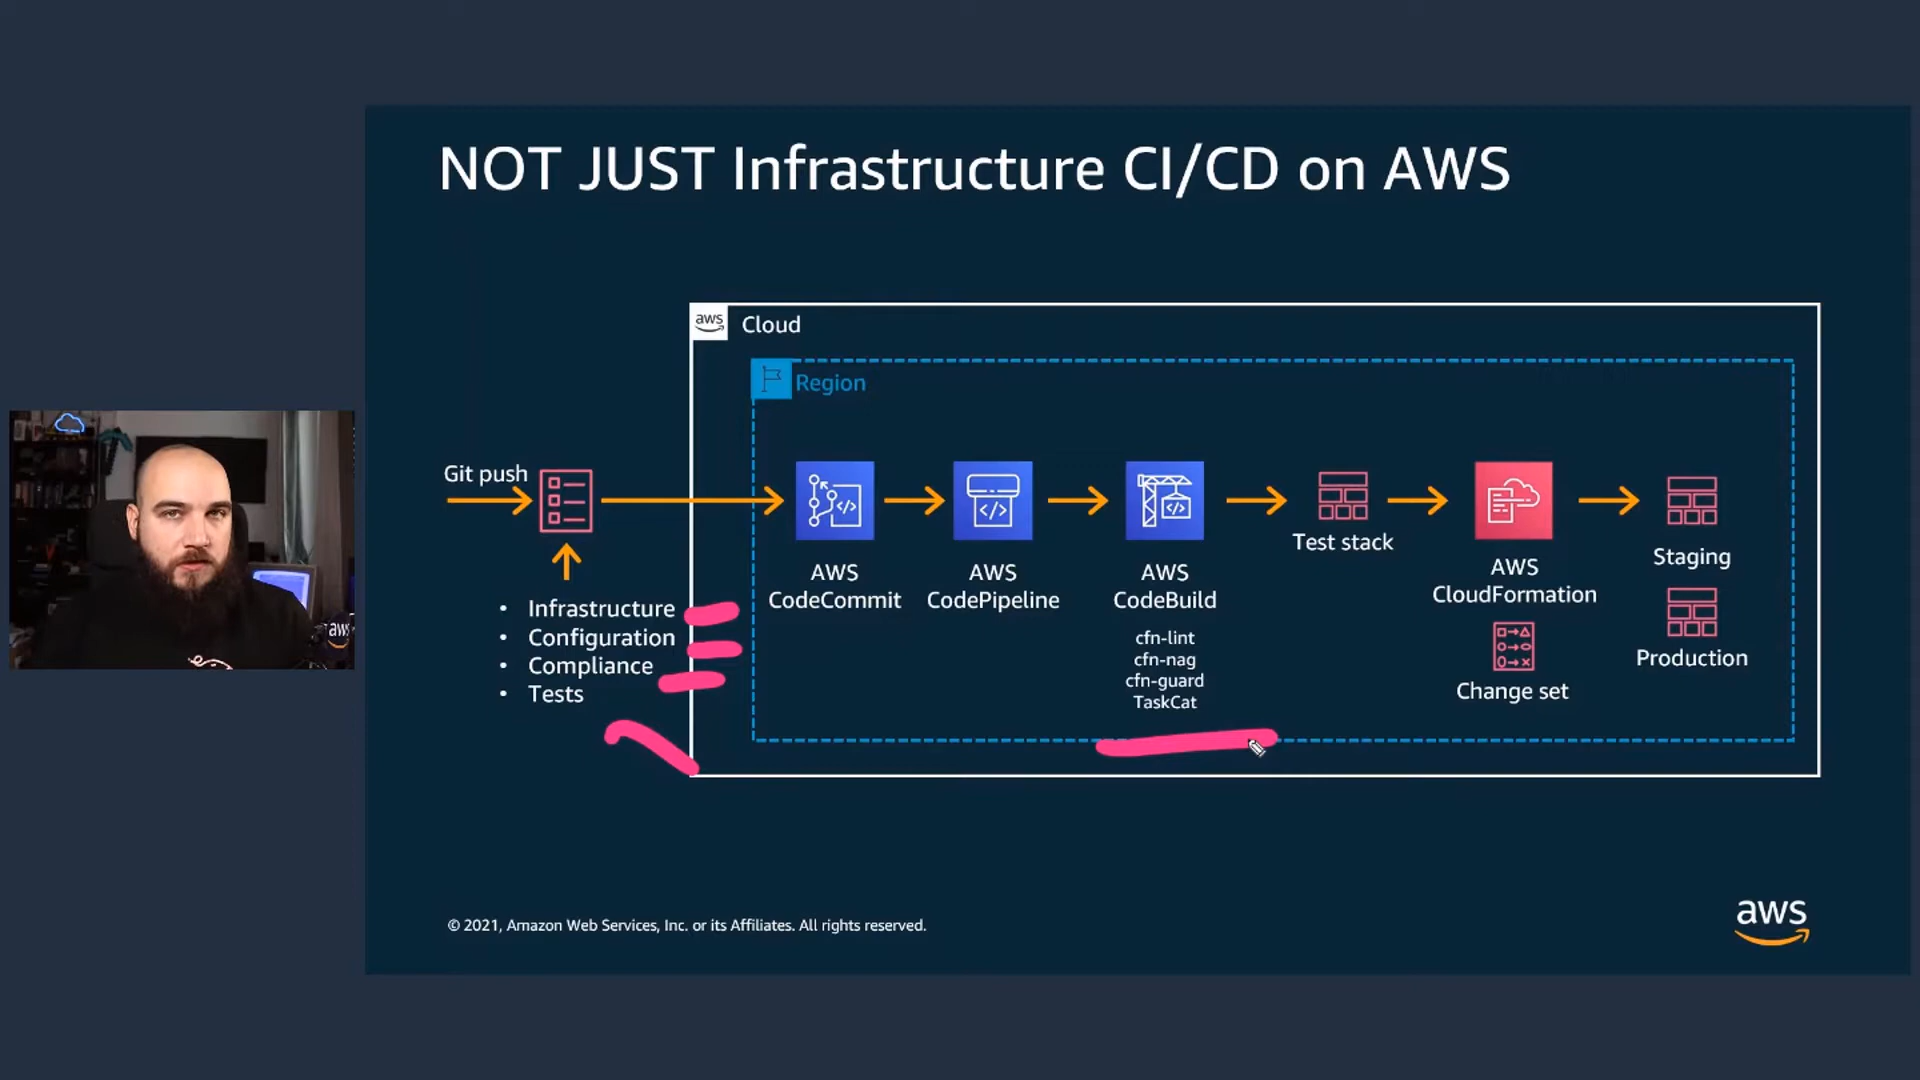 NOT JUST Infrastructure CI/CD on AWS
aws Cloud
Region
Git push
• Infrastructure
• Configuration
• Compliance
• Tests
AWS
CodeCommit
AWS
CodePipeline
AWS
CodeBuild
cfn-lint
cfn-nag
cfn-guard
TaskCat
Test stack
AWS
CloudFormation
Change set
Staging
Production
aws
© 2021, Amazon Web Services, Inc. or its Affiliates. All rights reserved.
aws